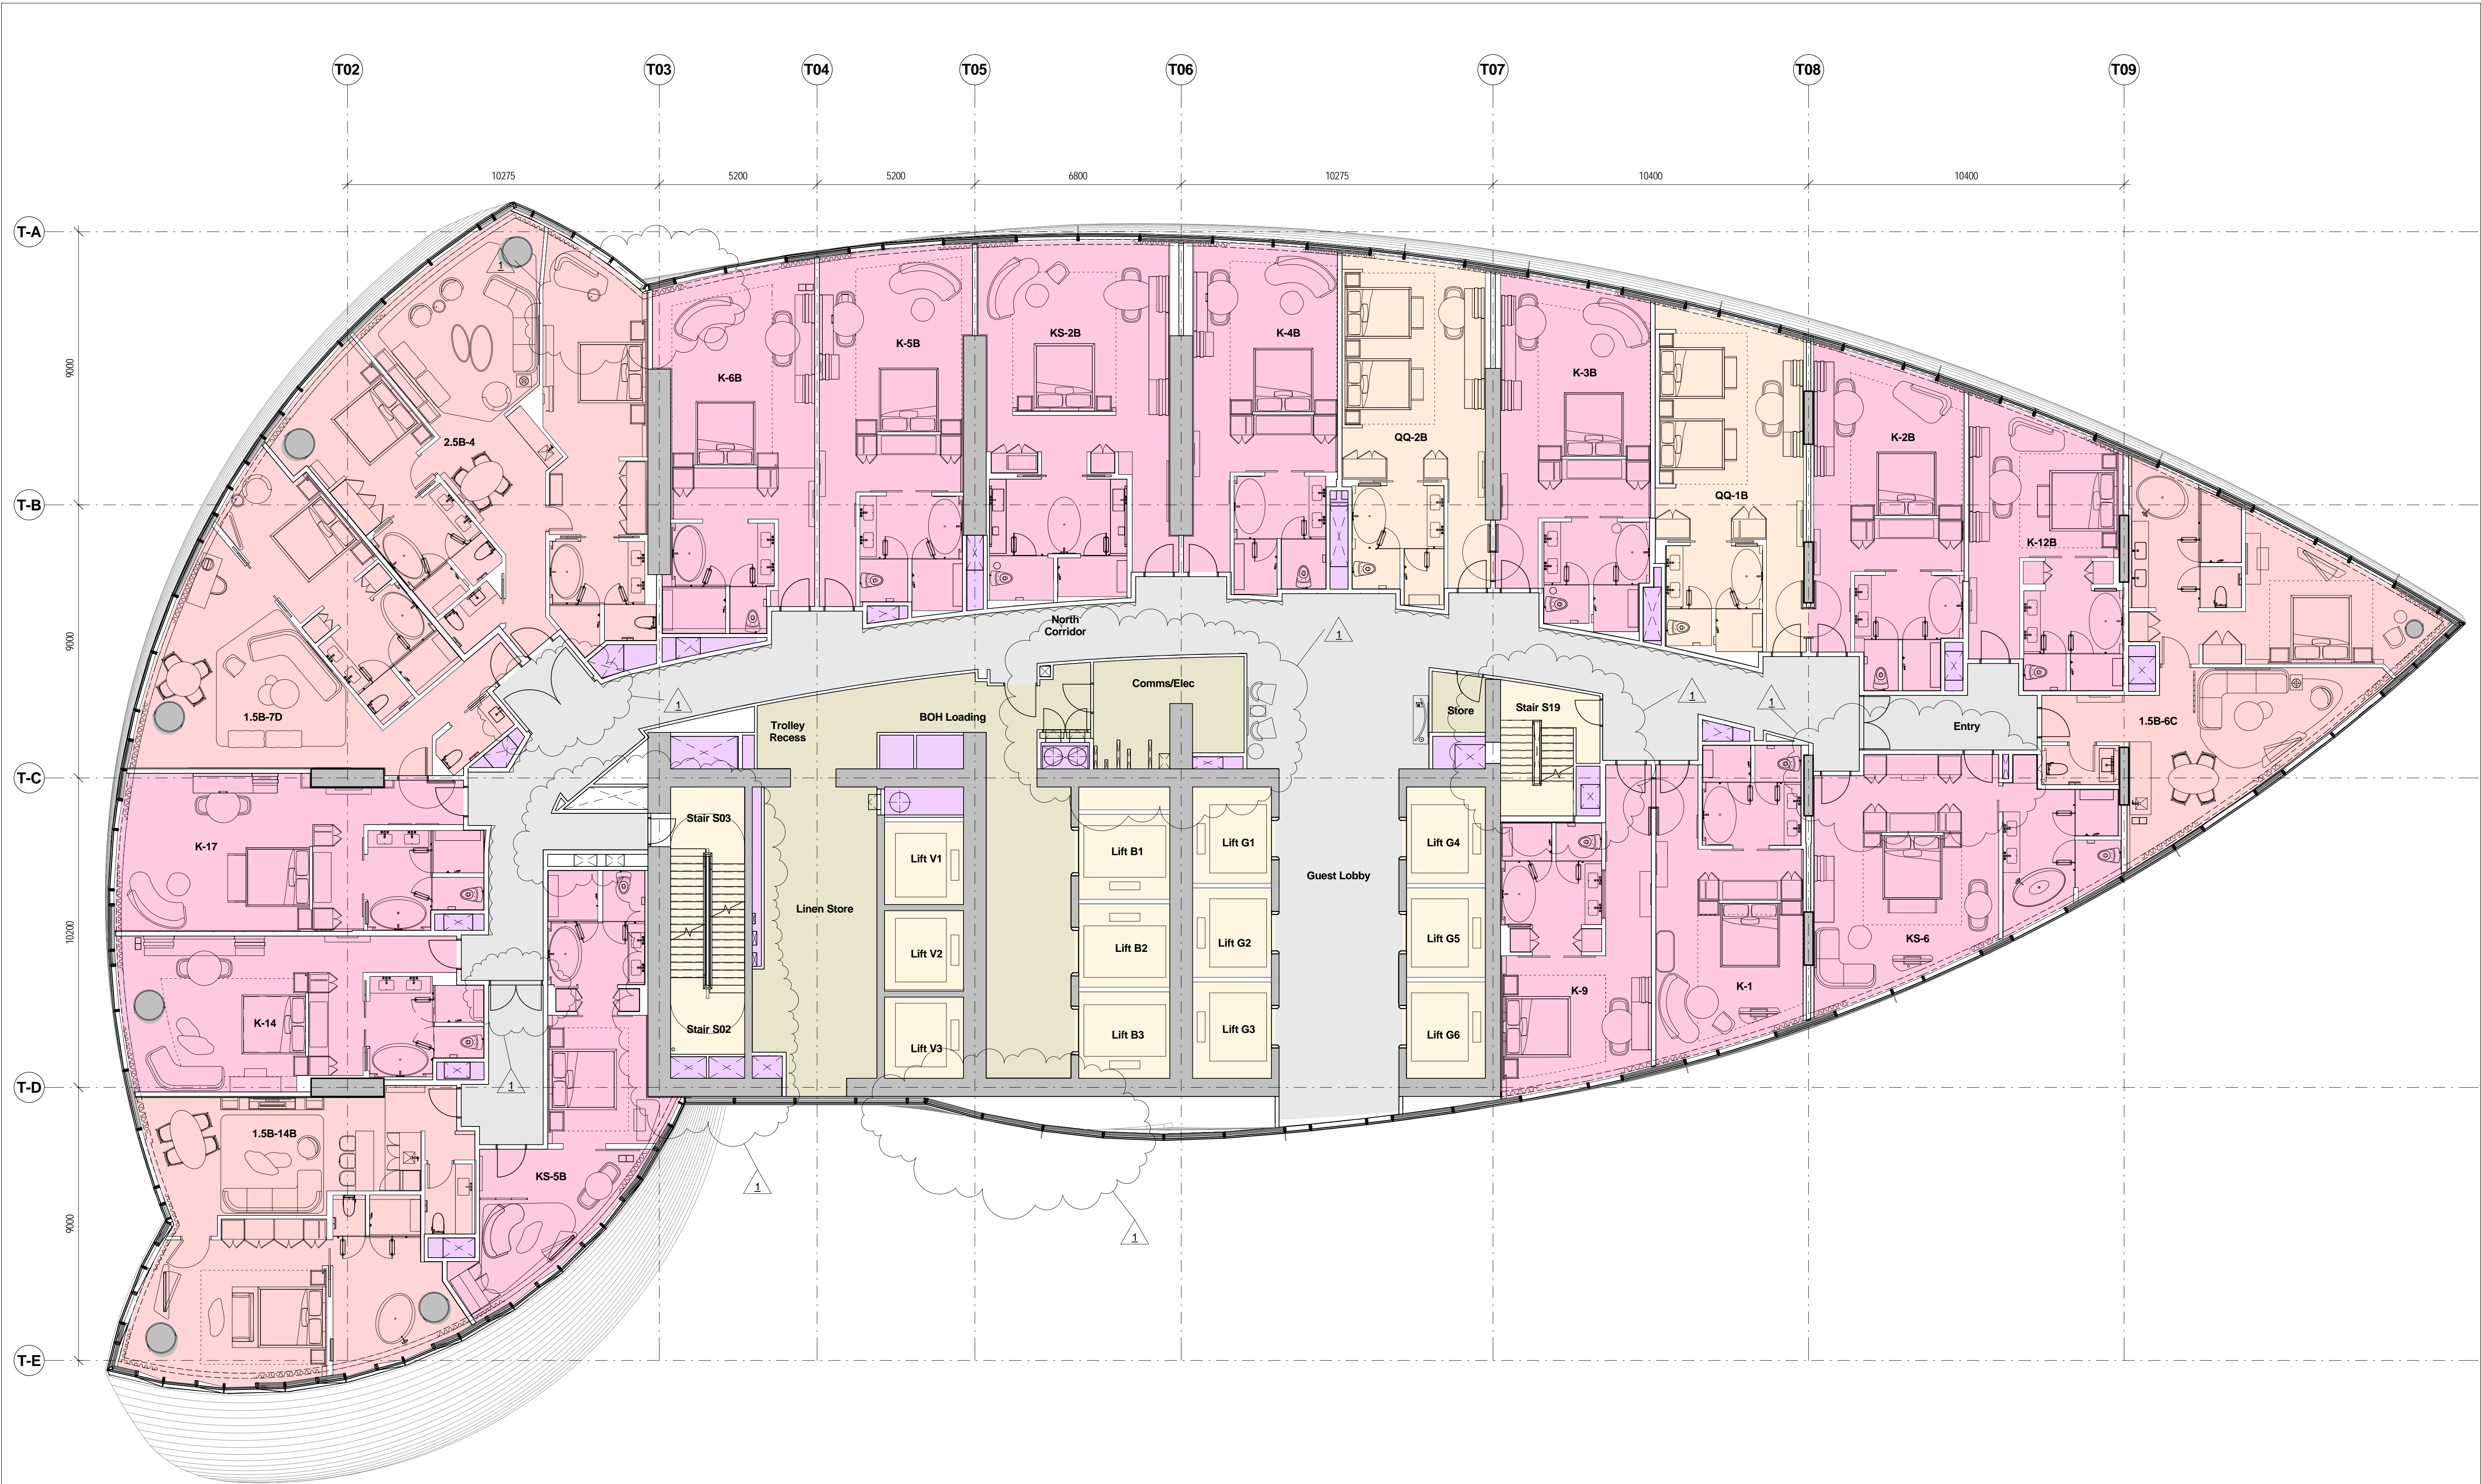 T02
T03
T04
T05
T06
T07
T08
T09
10275
5200
5200
6800
10275
10400
10400
T-A
T-B
T-C
T-D
T-E
9000
9000
10200
9000
1
2.5B-4
K-6B
K-5B
KS-2B
K-4B
QQ-2B
K-3B
QQ-1B
K-2B
K-12B
North
Corridor
1
1
1
1
1.5B-7D
Trolley
Recess
BOH Loading
Comms/Elec
Store
Stair S19
Entry
1.5B-6C
K-17
Stair S03
Linen Store
Lift V1
Lift B1
Lift G1
Guest Lobby
Lift G4
K-14
Lift V2
Lift B2
Lift G2
Lift G5
KS-6
K-9
K-1
Stair S02
Lift V3
Lift B3
Lift G3
Lift G6
1
1.5B-14B
KS-5B
1
1